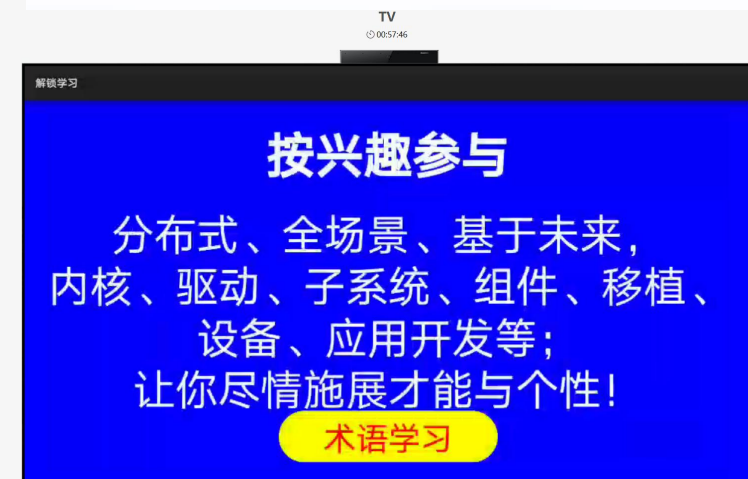 TV
00:57:46
解锁学习
按兴趣参与
分布式、全场景、基于未来，
内核、驱动、子系统、组件、移植、
设备、应用开发等；
让你尽情施展才能与个性！
术语学习